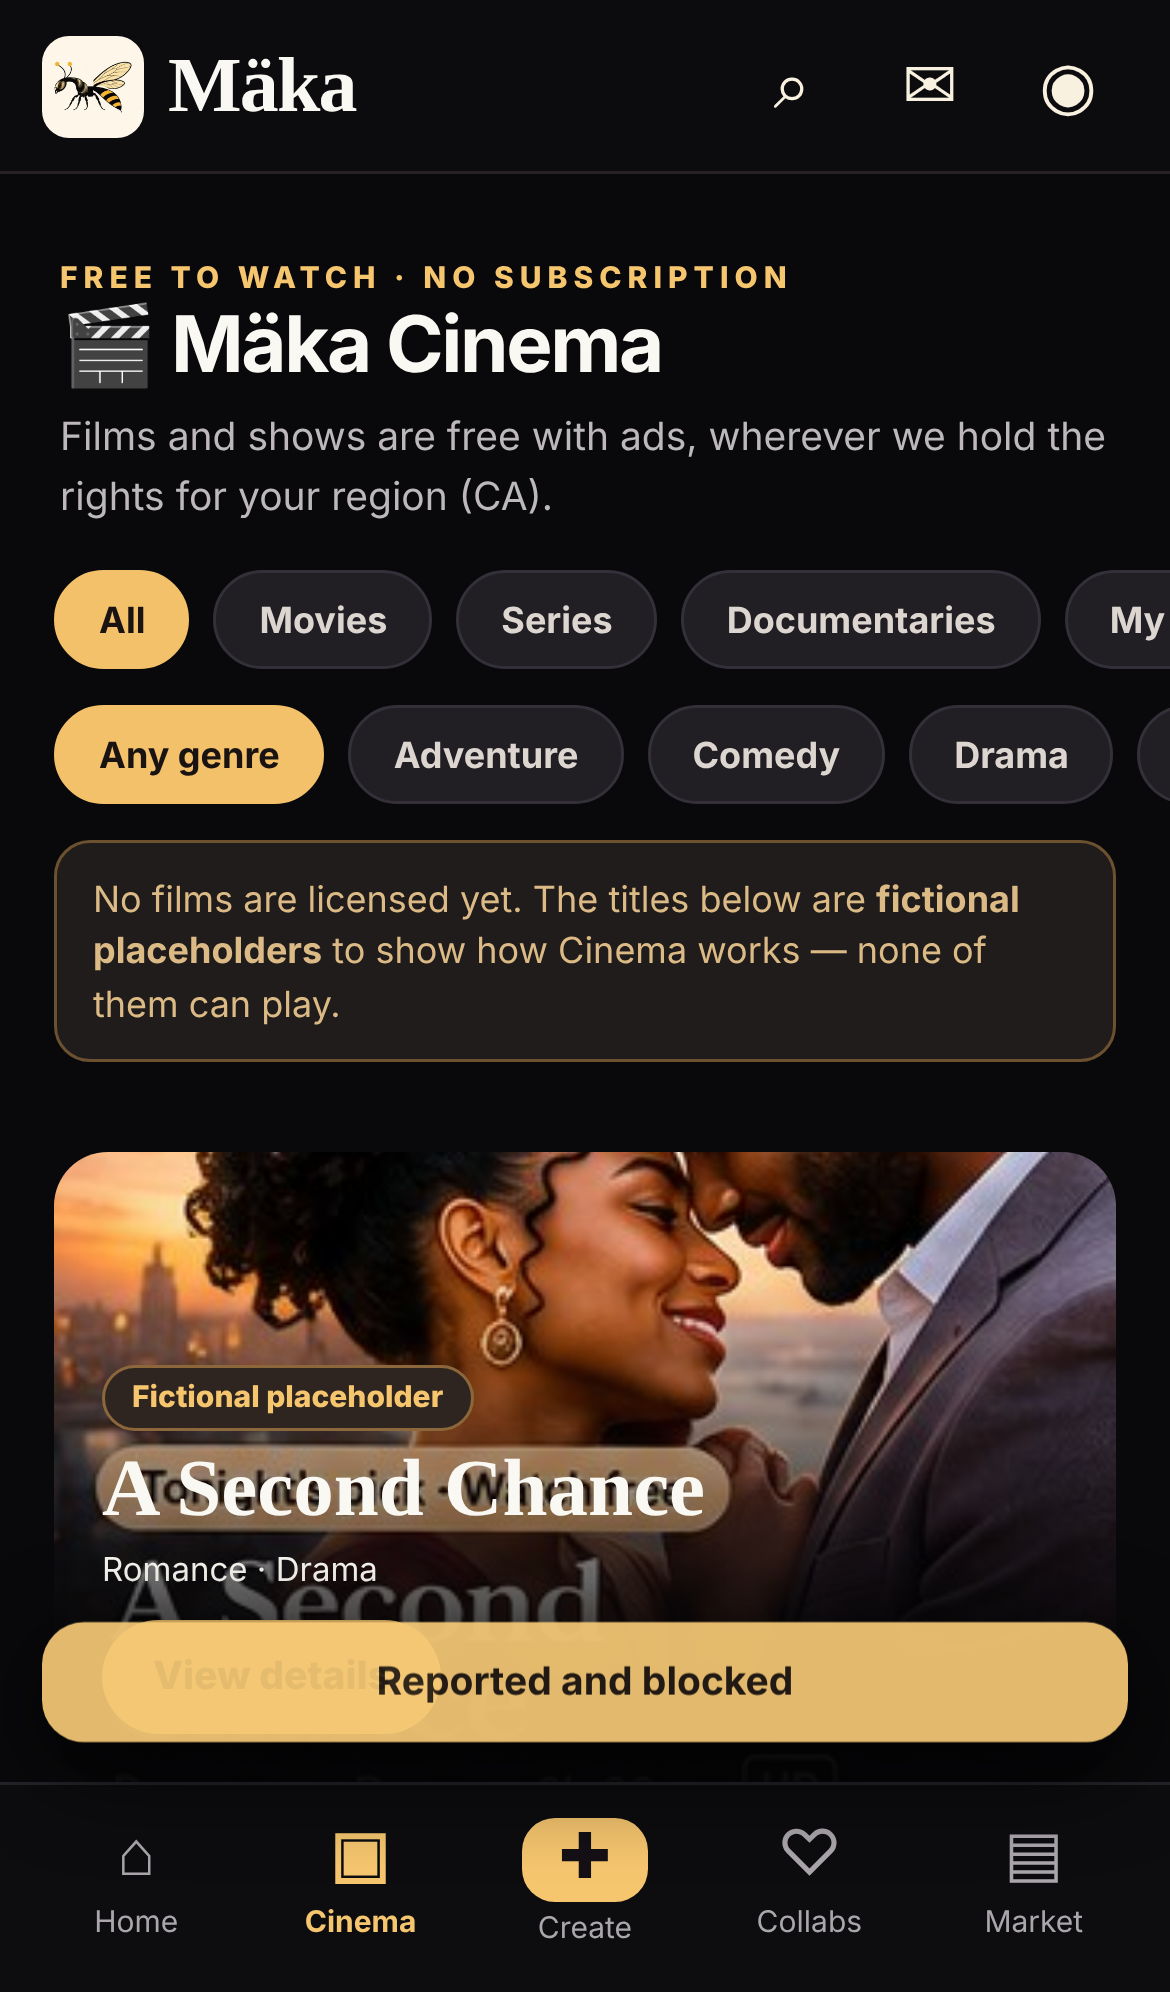 Mäka
FREE TO WATCH · NO SUBSCRIPTION
Mäka Cinema
Films and shows are free with ads, wherever we hold the
rights for your region (CA).
All Movies Series Documentaries My
Any genre Adventure Comedy Drama
No films are licensed yet. The titles below are fictional
placeholders to show how Cinema works — none of
them can play.
Fictional placeholder
A Second Chance
Romance · Drama
A Second
View details
Reported and blocked
HD
Home Cinema Create Collabs Market